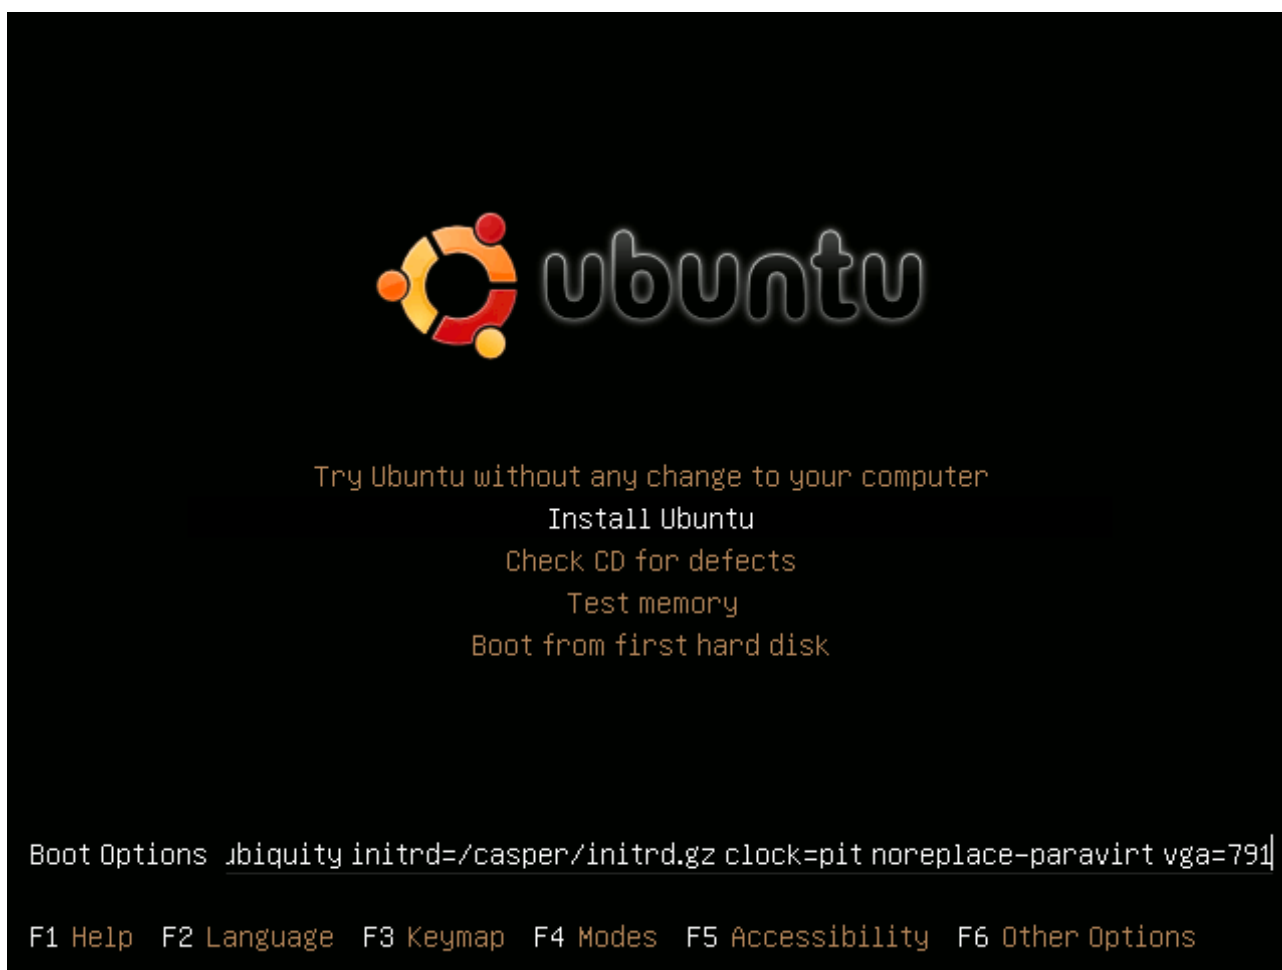 ubuntu
Try Ubuntu without any change to your computer
Install Ubuntu
Check CD for defects
Test memory
Boot from first hard disk
Boot Options ubiquity initrd=/casper/initrd.gz clock=pit noreplace-paravirt vga=791
F1 Help F2 Language F3 Keymap F4 Modes F5 Accessibility F6 Other Options